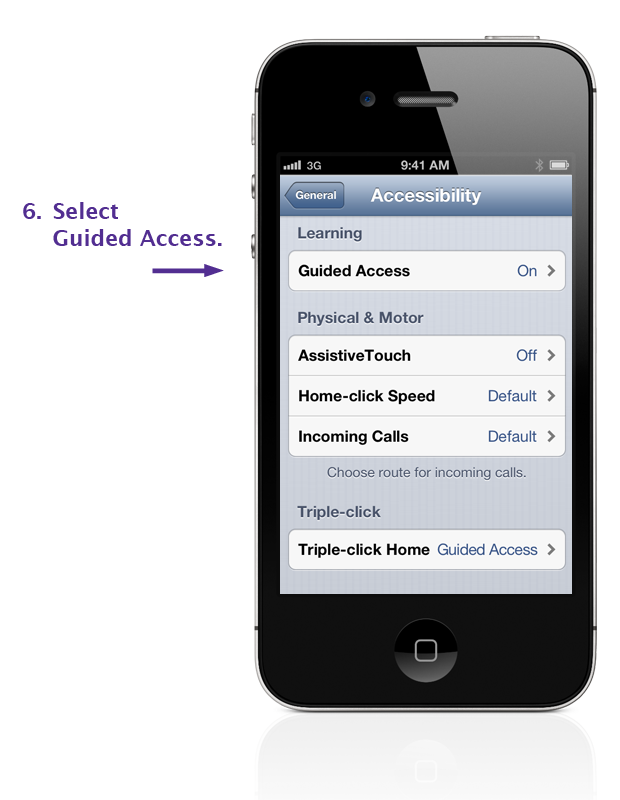 3G 9:41 AM
General Accessibility
6. Select
Guided Access.
Learning
Guided Access On
Physical & Motor
AssistiveTouch Off
Home-click Speed Default
Incoming Calls Default
Choose route for incoming calls.
Triple-click
Triple-click Home Guided Access